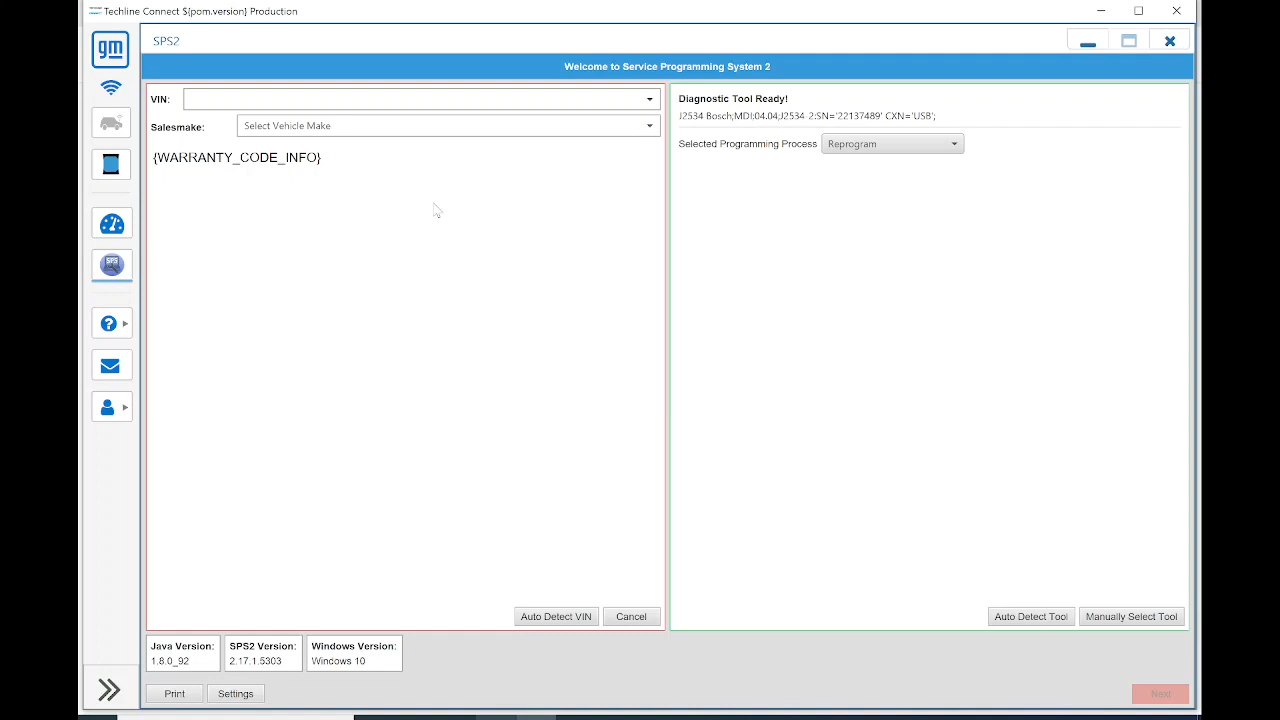 Techline Connect ${pom.version} Production
gm
SPS2
Welcome to Service Programming System 2
VIN:
Salesmake: Select Vehicle Make
{WARRANTY_CODE_INFO}
Diagnostic Tool Ready!
J2534 Bosch;MDI;04.04;J2534-2:SN='22137489' CXN='USB';
Selected Programming Process Reprogram
SPS
Auto Detect VIN Cancel
Auto Detect Tool Manually Select Tool
Java Version: SPS2 Version: Windows Version:
1.8.0_92 2.17.1.5303 Windows 10
Print Settings
Next